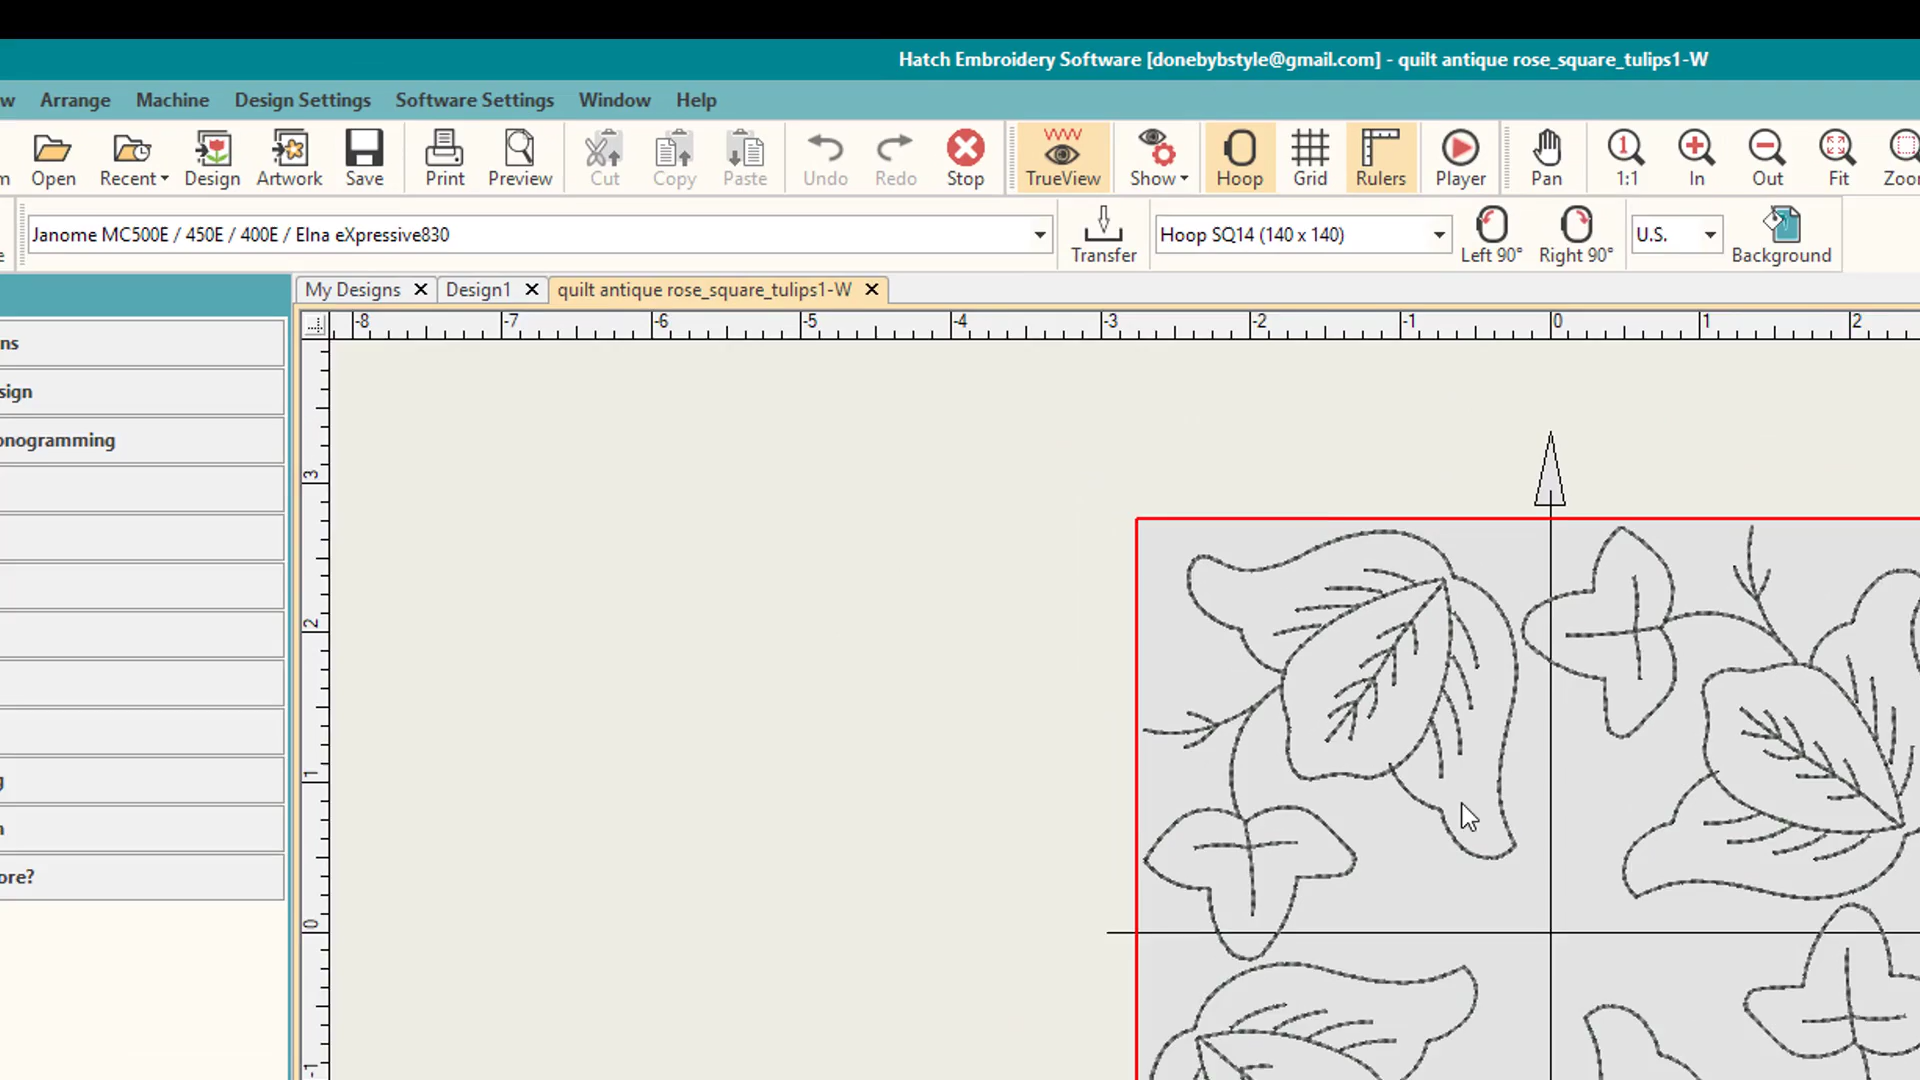 Hatch Embroidery Software [donebybstyle@gmail.com] - quilt antique rose_square_tulips1-W
w Arrange Machine Design Settings Software Settings Window Help
m Open Recent Design Artwork Save Print Preview Cut Copy Paste Undo Redo Stop TrueView Show Hoop Grid Rulers Player Pan 1:1 In Out Fit Zoo
e Janome MC500E / 450E / 400E / Elna eXpressive830 Transfer Hoop SQ14 (140 x 140) Left 90° Right 90° U.S. Background
My Designs Design1 quilt antique rose_square_tulips1-W
-8 -7 -6 -5 -4 -3 -2 -1 0 1 2
ns
sign
onogramming
g
n
ore?
3
2
1
0
-1